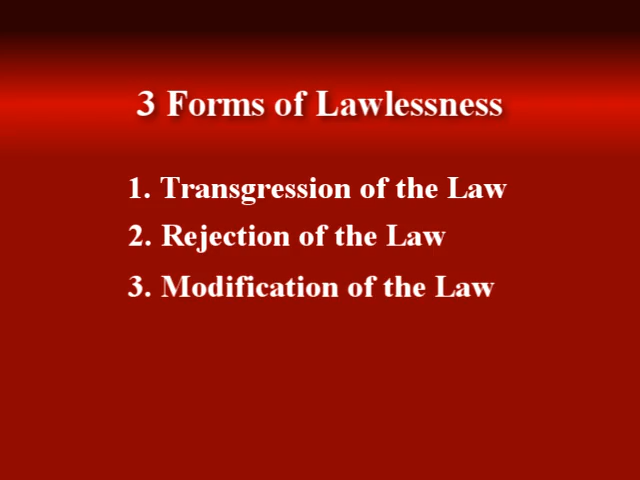 3 Forms of Lawlessness
1. Transgression of the Law
2. Rejection of the Law
3. Modification of the Law